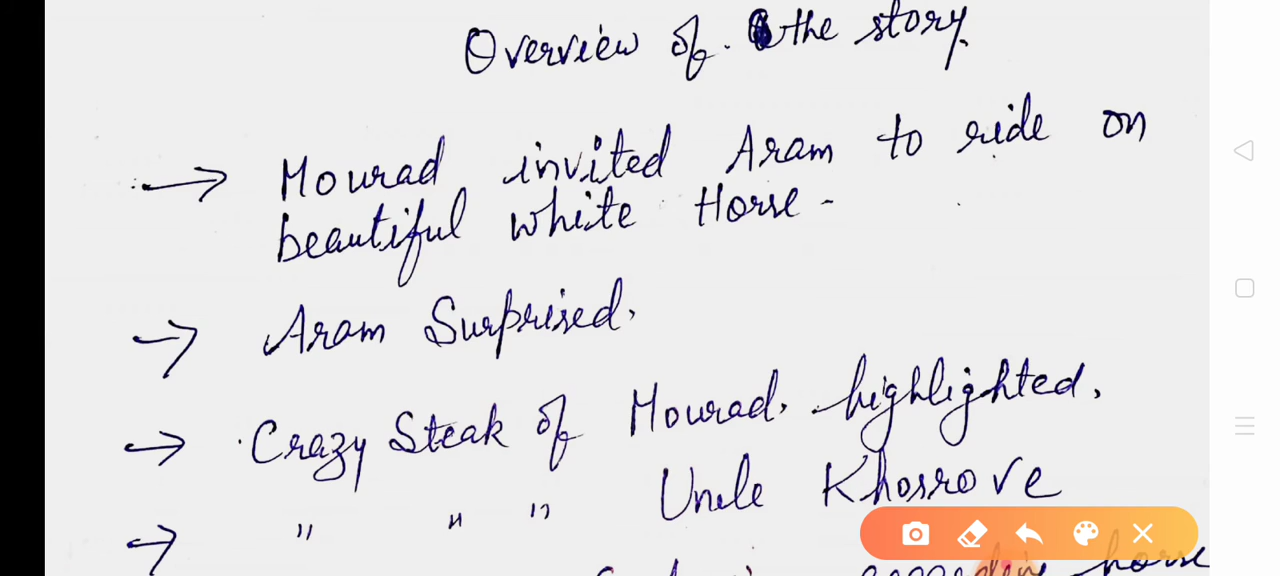 Overview of. the story.
→ Mourad invited Aram to ride on
beautiful white Horse -
→ Aram Surprised.
→ Crazy Steak of Mourad. highlighted.
→ " " " Uncle Khosrove
horse